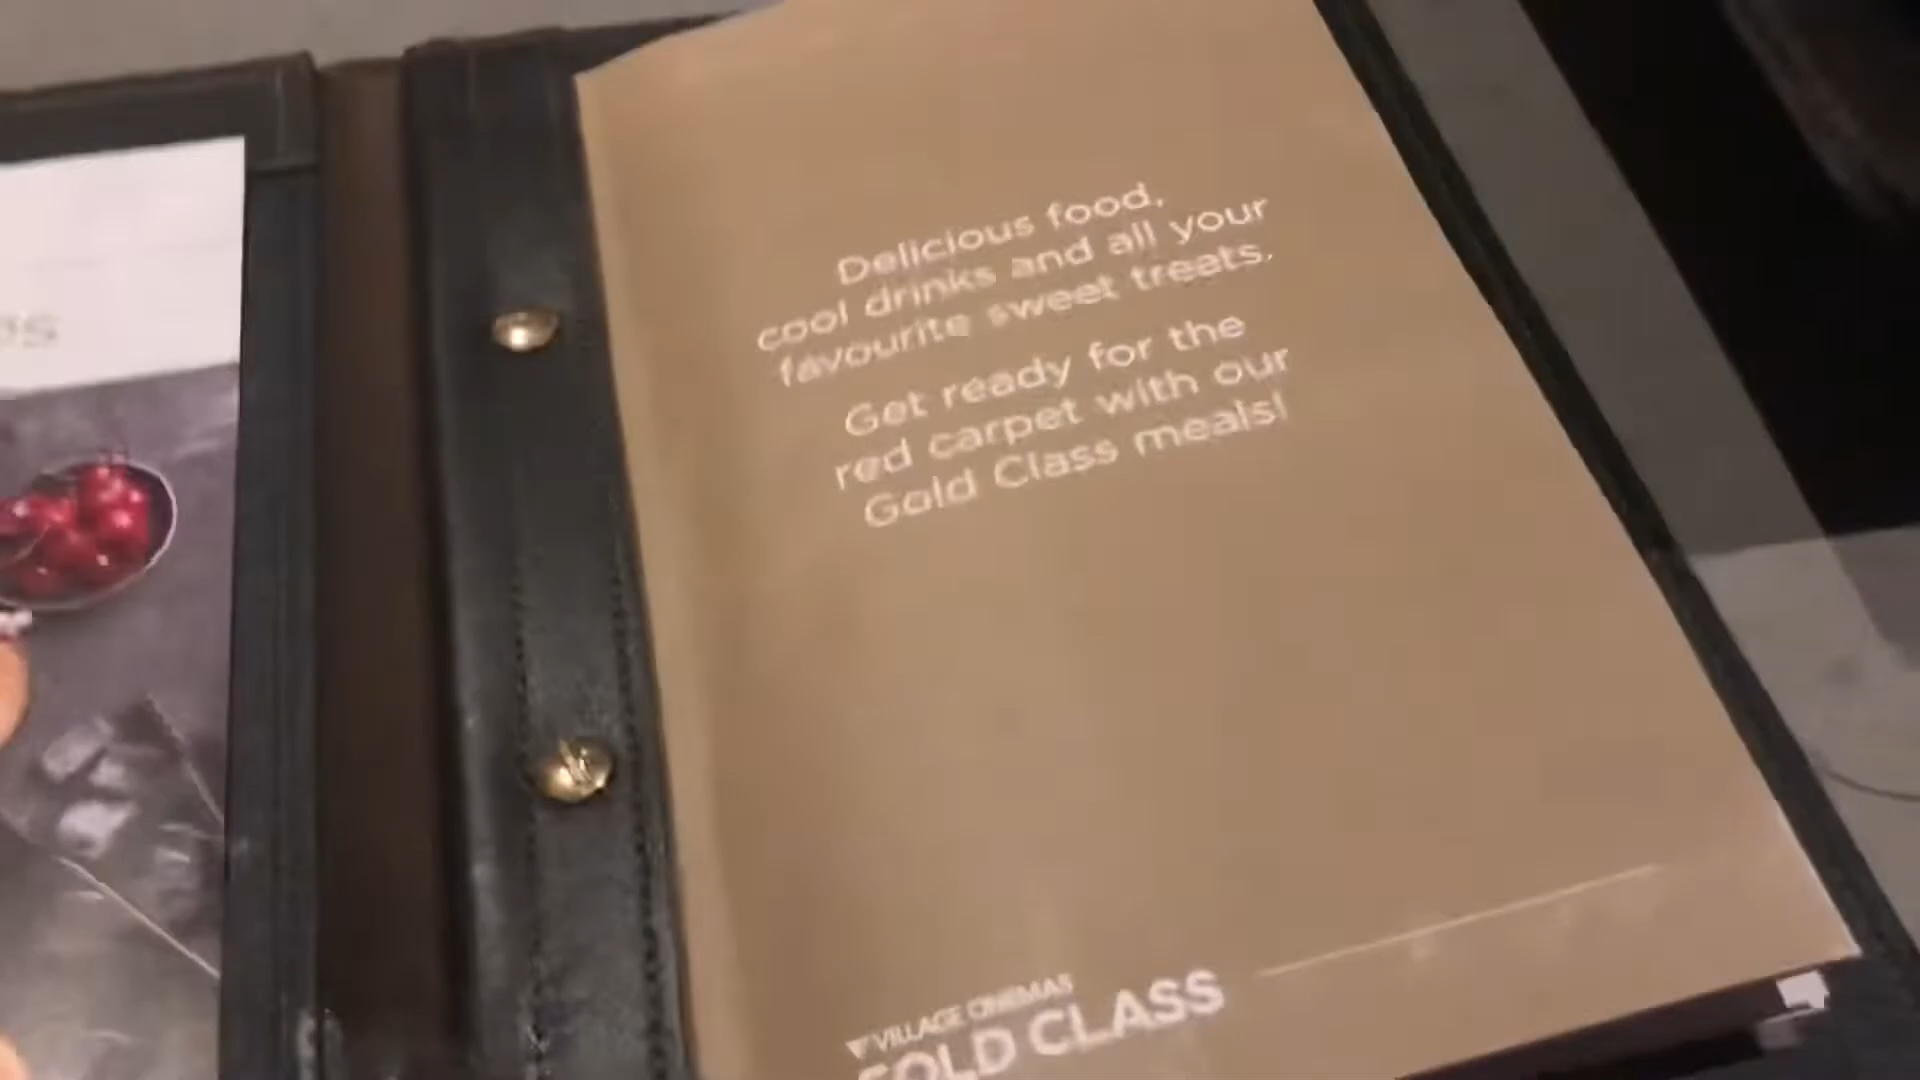 Delicious food,
cool drinks and all your
favourite sweet treats.
Get ready for the
red carpet with our
Gold Class meals!
VILLAGE CINEMAS
GOLD CLASS